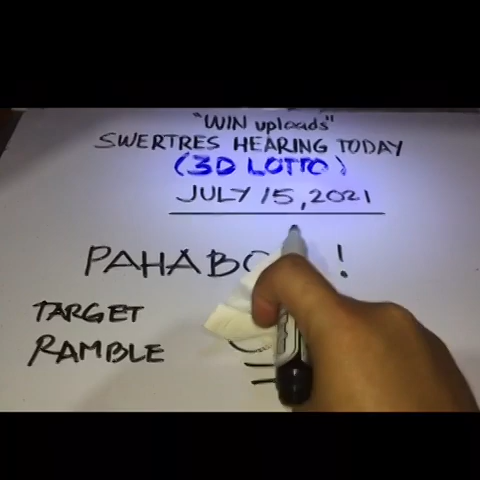 "WIN uploads"
SWERTRES HEARING TODAY
(3D LOTTO)
JULY 15, 2021
!
TARGET
RAMBLE